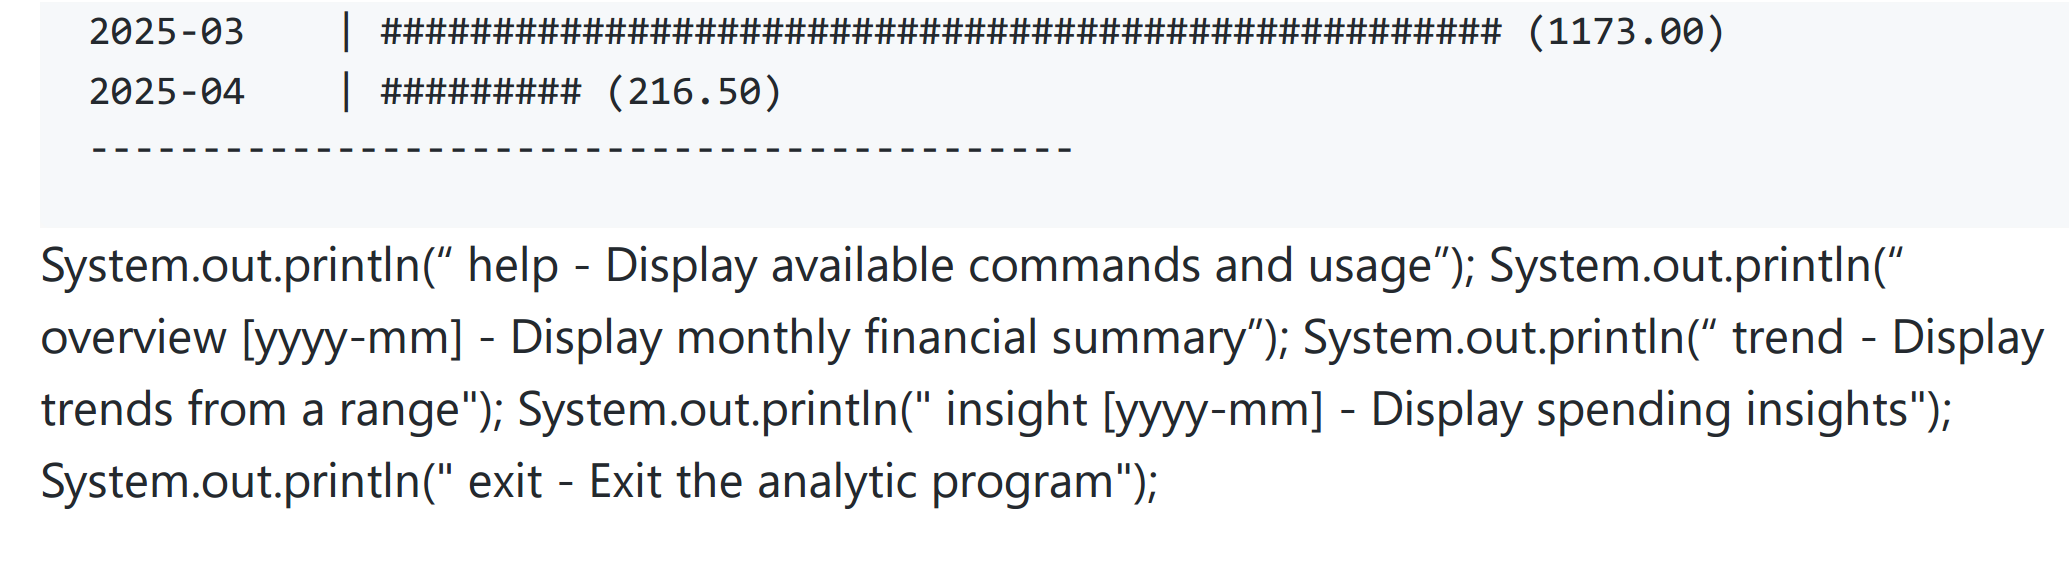 2025-03    | ################################################## (1173.00)
2025-04    | ######### (216.50)
--------------------------------------------
System.out.println(“ help - Display available commands and usage”); System.out.println(“
overview [yyyy-mm] - Display monthly financial summary”); System.out.println(“ trend - Display
trends from a range"); System.out.println(" insight [yyyy-mm] - Display spending insights");
System.out.println(" exit - Exit the analytic program");